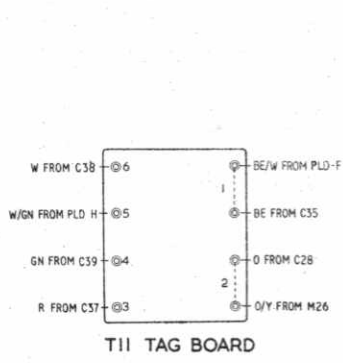 W FROM C38 6 BE/W FROM PLD-F
1
W/GN FROM PLD H 5 BE FROM C35
GN FROM C39 4 O FROM C28
2
R FROM C37 3 O/Y FROM M26
T11 TAG BOARD